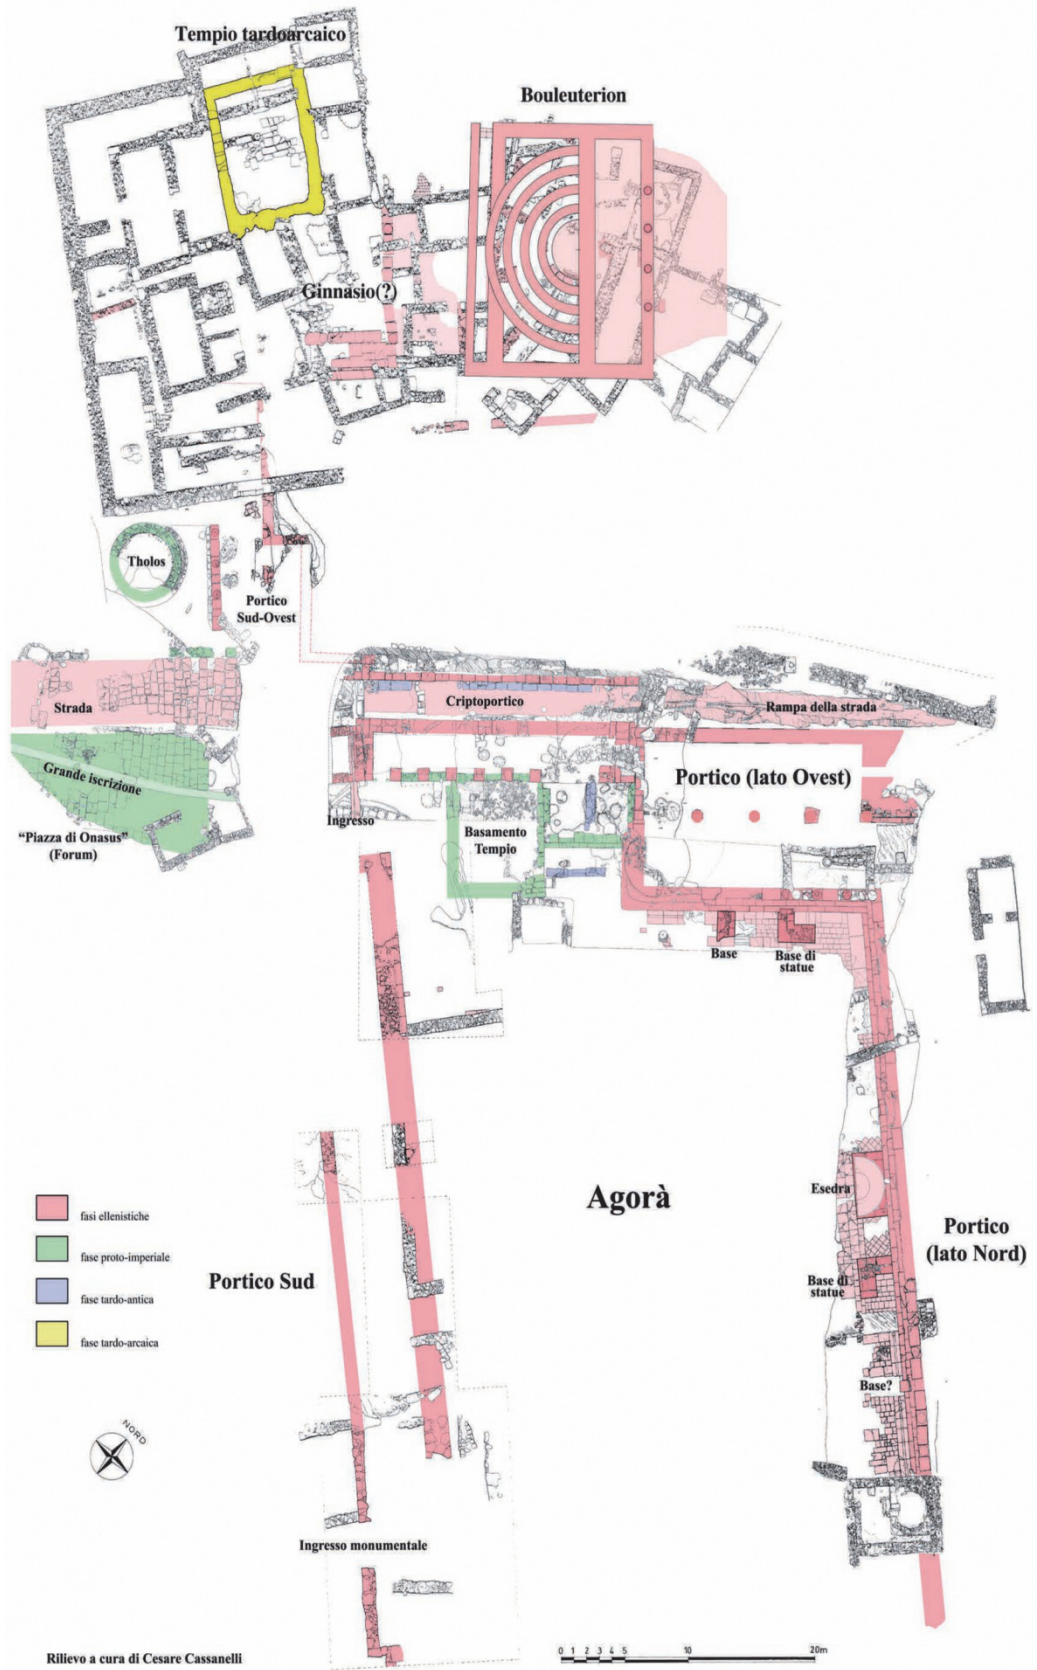 Tempio tardoarcaico
Bouleuterion
Ginnasio(?)
Tholos
Portico
Sud-Ovest
Strada
Criptoportico
Rampa della strada
Grande iscrizione
Portico (lato Ovest)
Ingresso
Basamento
Tempio
“Piazza di Onasus”
(Forum)
Base
Base di
statue
Agorà
Esedra
Portico
(lato Nord)
fasi ellenistiche
fase proto-imperiale
fase tardo-antica
fase tardo-arcaica
Portico Sud
Base di
statue
Base?
NORD
Ingresso monumentale
Rilievo a cura di Cesare Cassanelli
0 1 2 3 4 5 10 20m